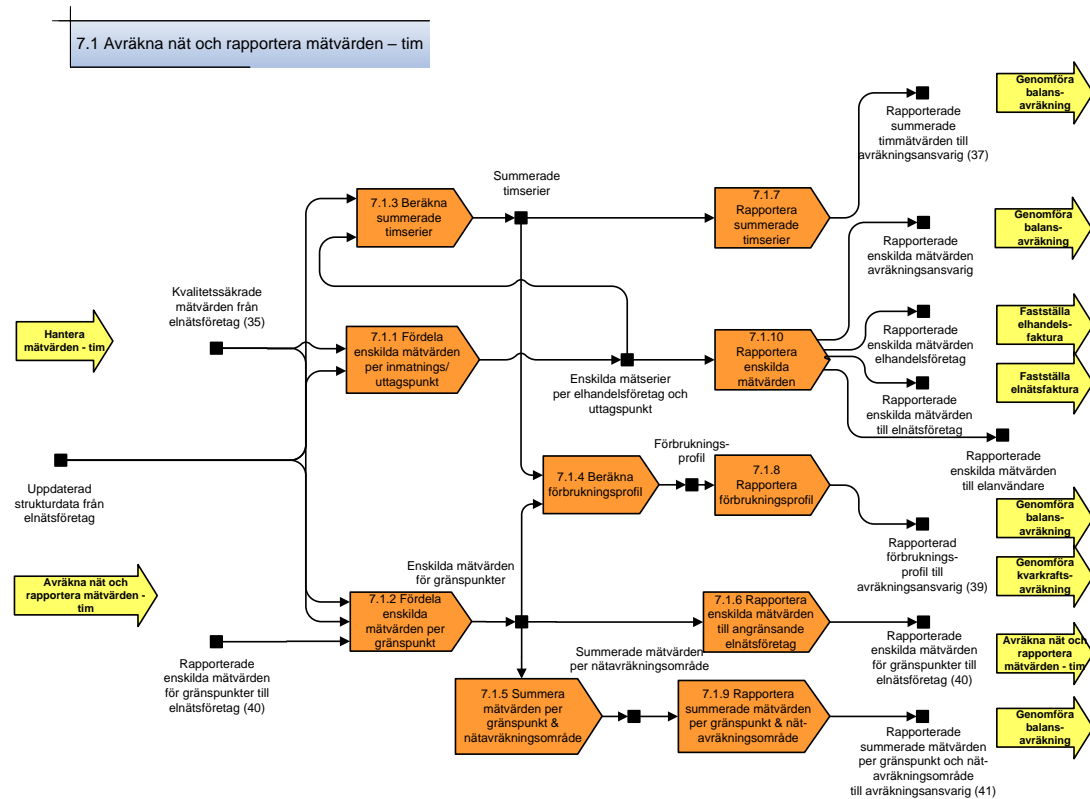 7.1 Avräkna nät och rapportera mätvärden – tim
Genomföra
balans-
avräkning
Rapporterade
summerade
timmätvärden till
avräkningsansvarig (37)
Summerade
timserier
7.1.3 Beräkna
summerade
timserier
7.1.7
Rapportera
summerade
timserier
Genomföra
balans-
avräkning
Rapporterade
enskilda mätvärden
avräkningsansvarig
Kvalitetssäkrade
mätvärden från
elnätsföretag (35)
Hantera
mätvärden - tim
7.1.1 Fördela
enskilda mätvärden
per inmatnings/
uttagspunkt
Enskilda mätserier
per elhandelsföretag och
uttagspunkt
7.1.10
Rapportera
enskilda
mätvärden
Rapporterade
enskilda mätvärden
elhandelsföretag
Fastställa
elhandels-
faktura
Rapporterade
enskilda mätvärden
till elnätsföretag
Fastställa
elnätsfaktura
Rapporterade
enskilda mätvärden
till elanvändare
Uppdaterad
strukturdata från
elnätsföretag
7.1.4 Beräkna
förbrukningsprofil
Förbruknings-
profil
7.1.8
Rapportera
förbrukningsprofil
Rapporterad
förbruknings-
profil till
avräkningsansvarig (39)
Genomföra
balans-
avräkning
Genomföra
kvarkrafts-
avräkning
Avräkna nät och
rapportera mätvärden -
tim
Enskilda mätvärden
för gränspunkter
7.1.2 Fördela
enskilda
mätvärden per
gränspunkt
7.1.6 Rapportera
enskilda mätvärden
till angränsande
elnätsföretag
Rapporterade
enskilda mätvärden
för gränspunkter till
elnätsföretag (40)
Avräkna nät och
rapportera
mätvärden - tim
Rapporterade
enskilda mätvärden
för gränspunkter till
elnätsföretag (40)
Summerade mätvärden
per nätavräkningsområde
7.1.5 Summera
mätvärden per
gränspunkt &
nätavräkningsområde
7.1.9 Rapportera
summerade mätvärden
per gränspunkt & nät-
avräkningsområde
Rapporterade
summerade mätvärden
per gränspunkt och nät-
avräkningsområde
till avräkningsansvarig (41)
Genomföra
balans-
avräkning